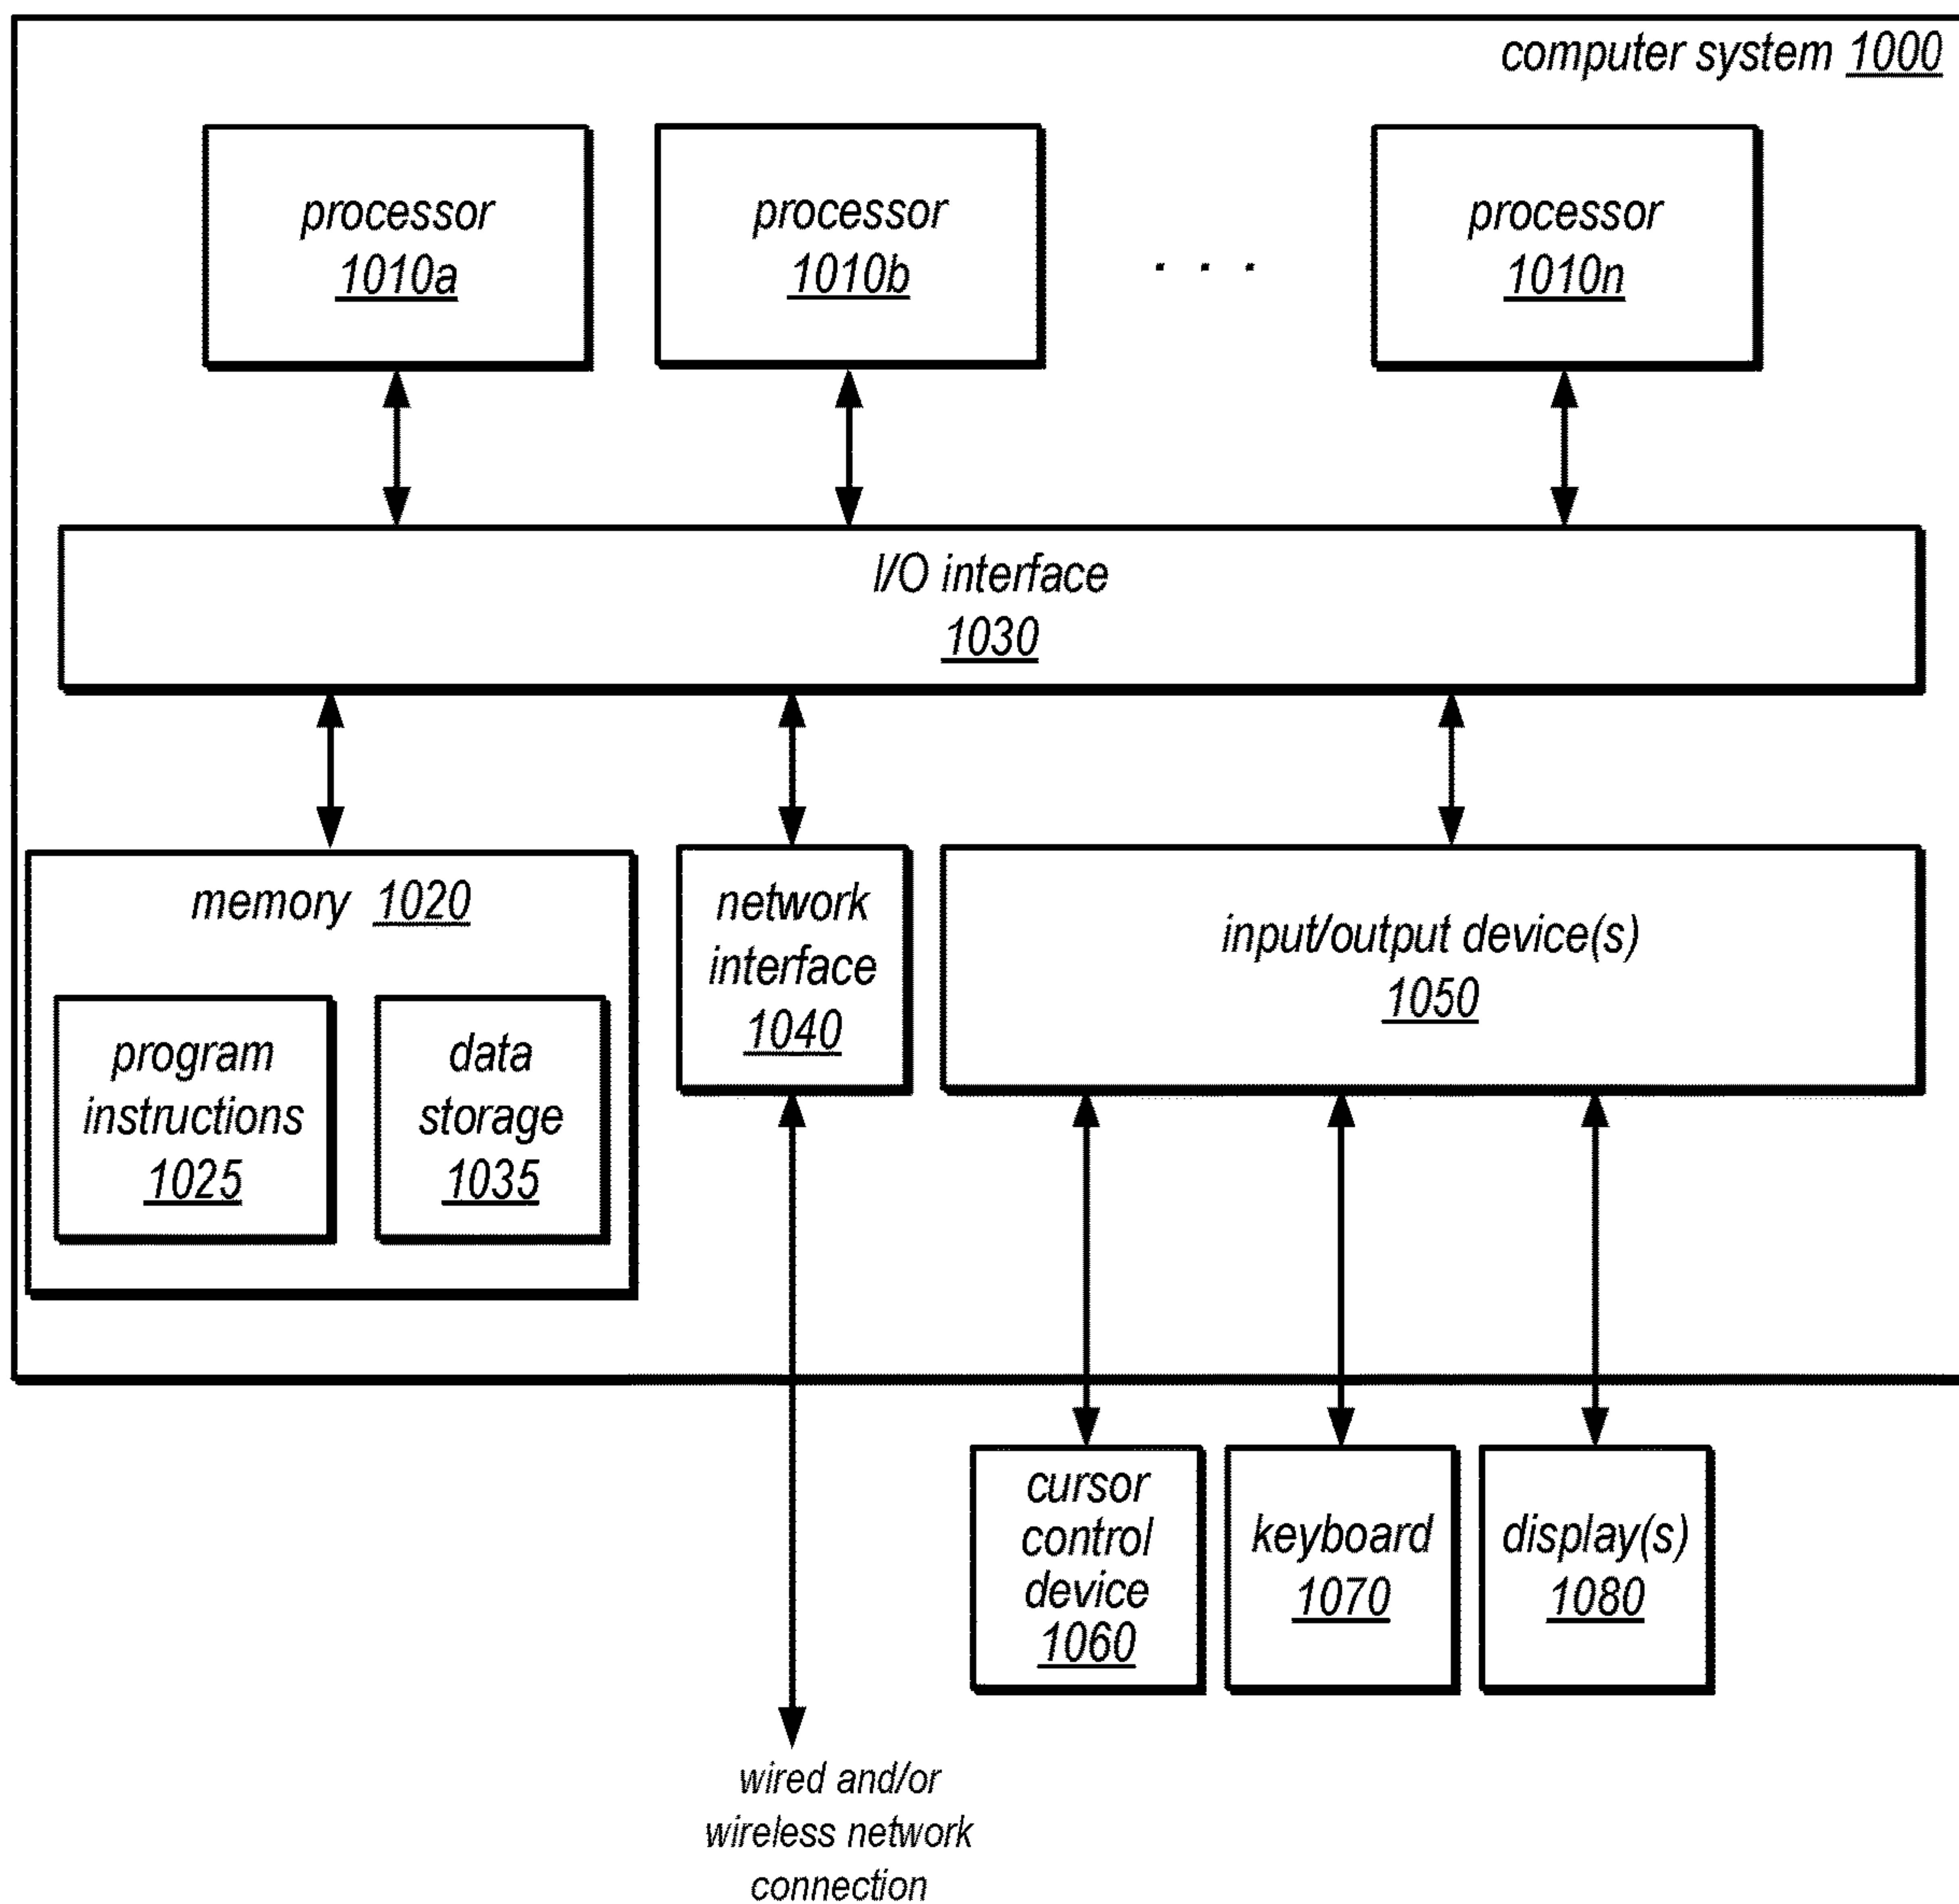 computer system 1000
processor
1010a
processor
1010b
. . .
processor
1010n
I/O interface
1030
memory 1020
program
instructions
1025
data
storage
1035
network
interface
1040
input/output device(s)
1050
cursor
control
device
1060
keyboard
1070
display(s)
1080
wired and/or
wireless network
connection